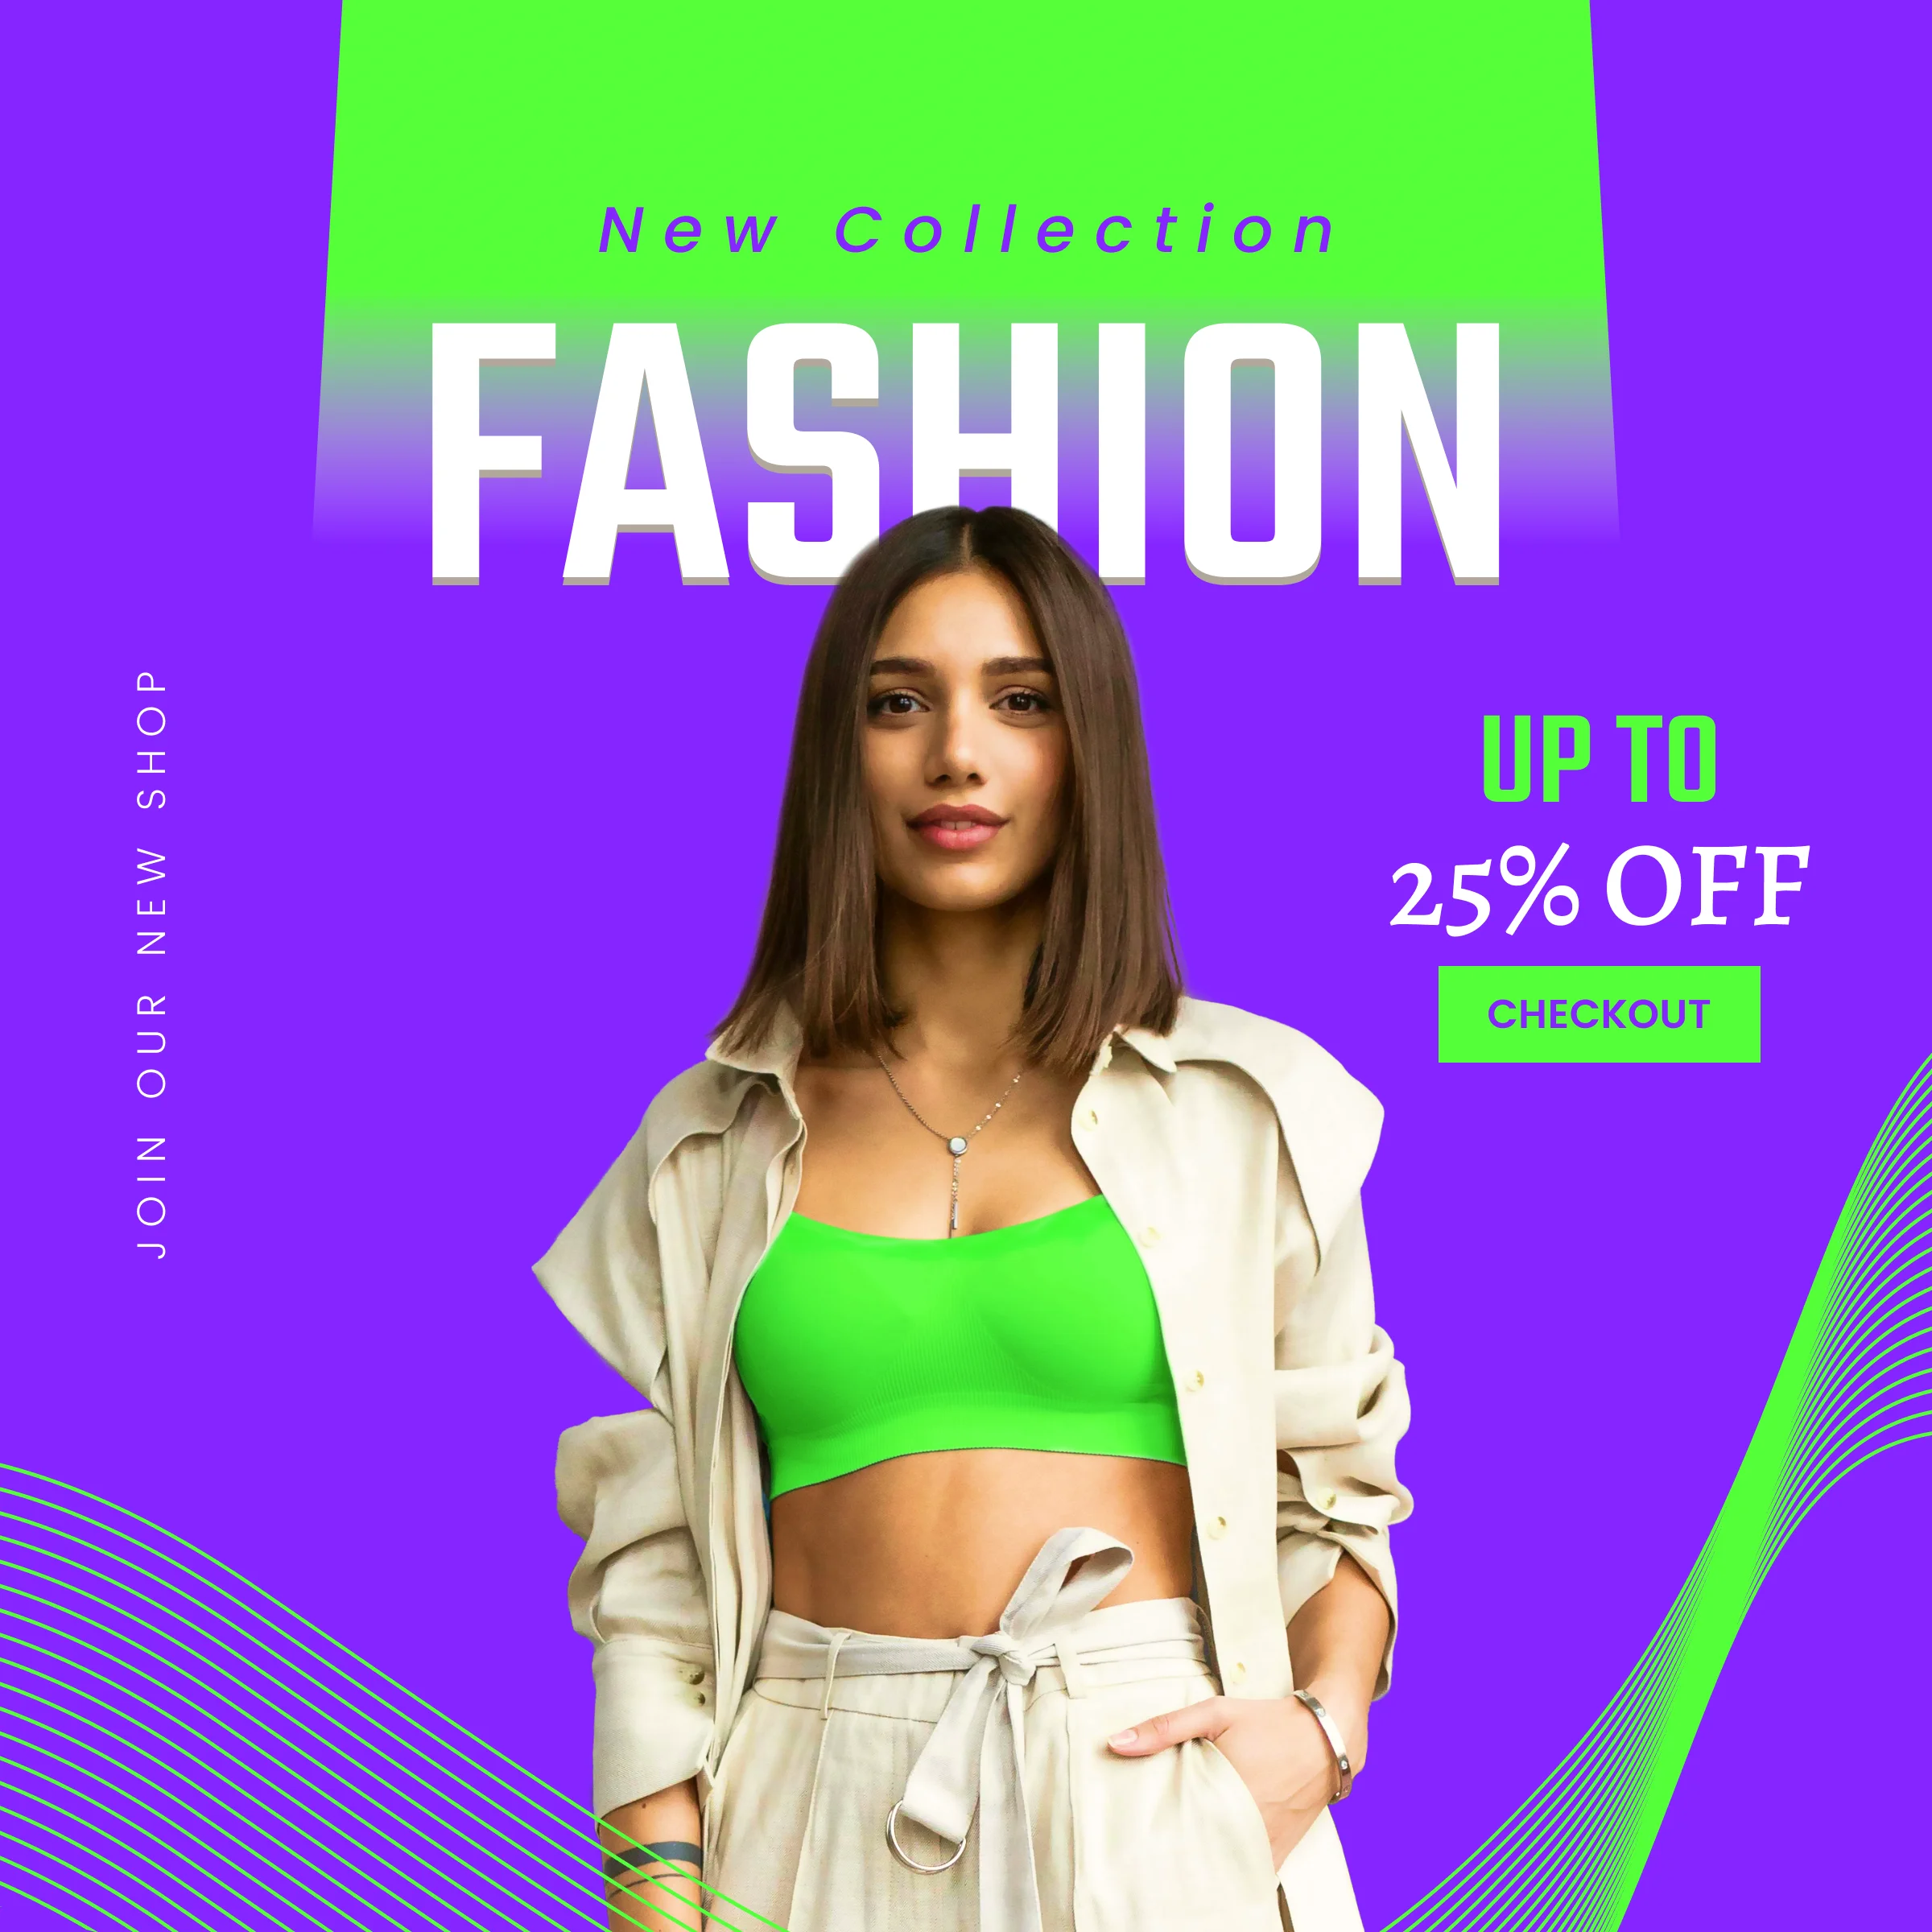 New Collection
FASHION
JOIN OUR NEW SHOP
UP TO
25% OFF
CHECKOUT